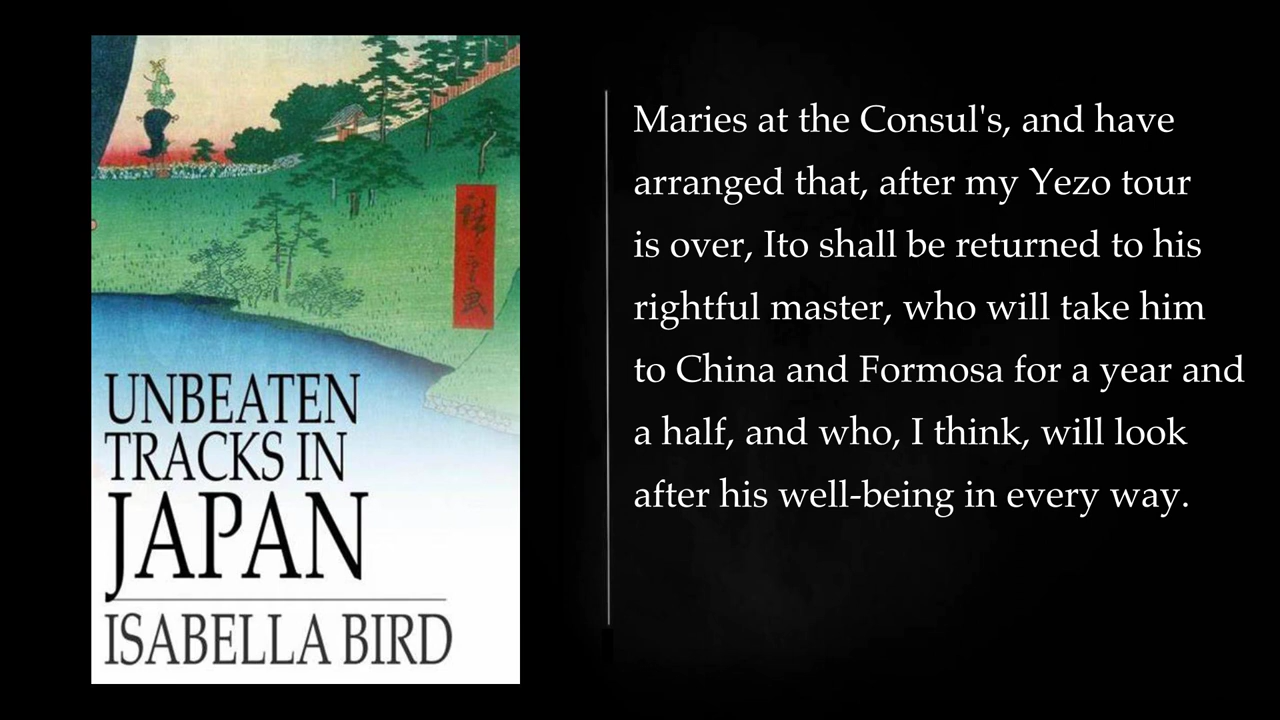 UNBEATEN
TRACKS IN
JAPAN
ISABELLA BIRD
Maries at the Consul's, and have
arranged that, after my Yezo tour
is over, Ito shall be returned to his
rightful master, who will take him
to China and Formosa for a year and
a half, and who, I think, will look
after his well-being in every way.